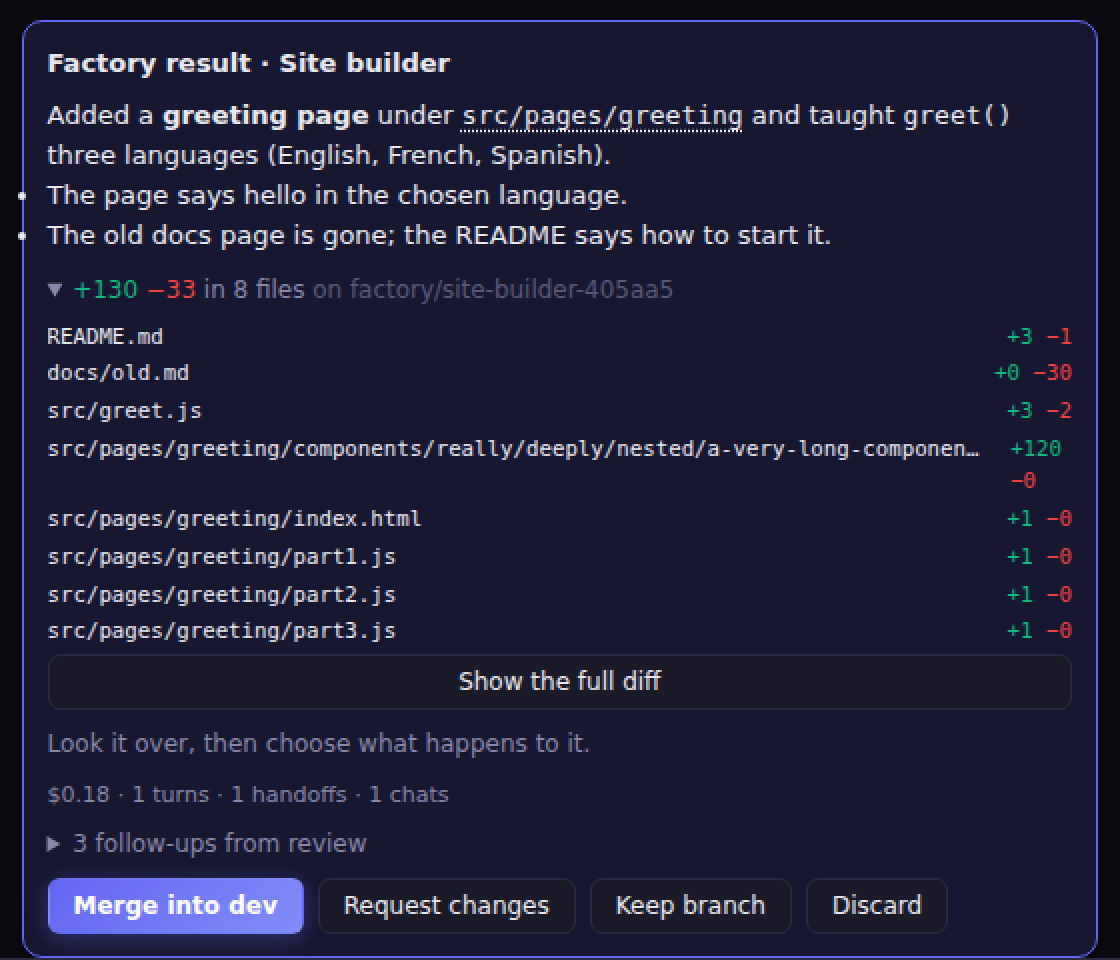 Factory result · Site builder
Added a greeting page under src/pages/greeting and taught greet()
three languages (English, French, Spanish).
• The page says hello in the chosen language.
• The old docs page is gone; the README says how to start it.
▼ +130 −33 in 8 files on factory/site-builder-405aa5
README.md +3 −1
docs/old.md +0 −30
src/greet.js +3 −2
src/pages/greeting/components/really/deeply/nested/a-very-long-componen… +120
−0
src/pages/greeting/index.html +1 −0
src/pages/greeting/part1.js +1 −0
src/pages/greeting/part2.js +1 −0
src/pages/greeting/part3.js +1 −0
Show the full diff
Look it over, then choose what happens to it.
$0.18 · 1 turns · 1 handoffs · 1 chats
▶ 3 follow-ups from review
Merge into dev Request changes Keep branch Discard